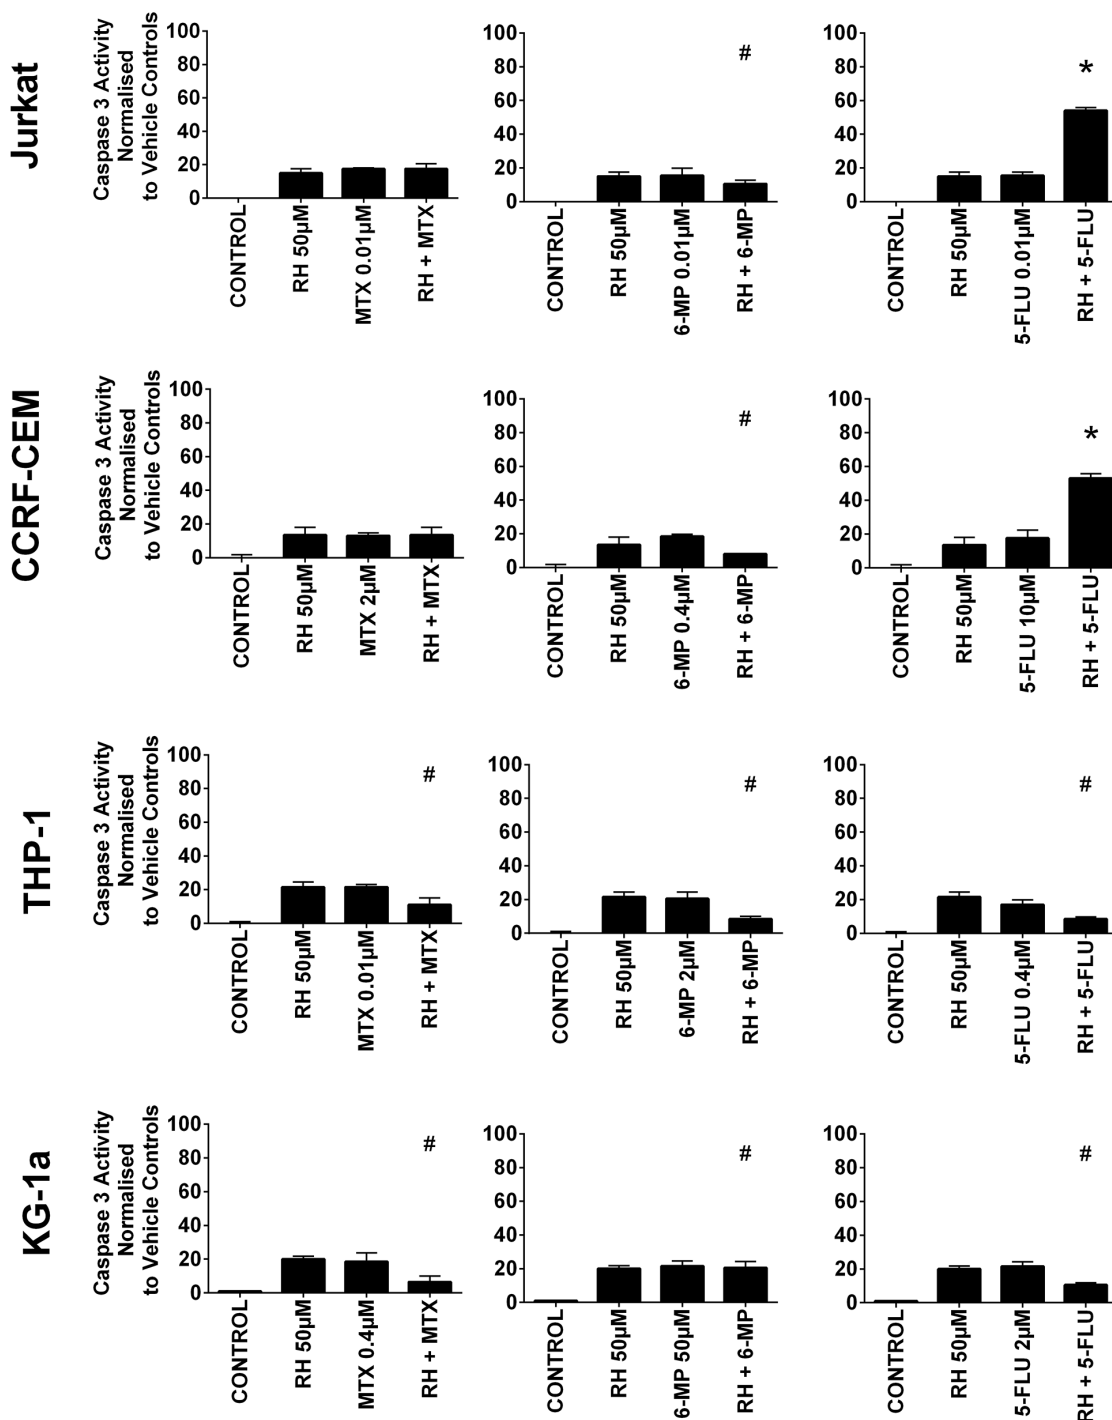 Jurkat
Caspase 3 Activity
Normalised
to Vehicle Controls
100
80
60
40
20
0
CONTROL
RH 50µM
MTX 0.01µM
RH + MTX
100
80
60
40
20
0
#
CONTROL
RH 50µM
6-MP 0.01µM
RH + 6-MP
100
80
60
40
20
0
*
CONTROL
RH 50µM
5-FLU 0.01µM
RH + 5-FLU
CCRF-CEM
Caspase 3 Activity
Normalised
to Vehicle Controls
100
80
60
40
20
0
CONTROL
RH 50µM
MTX 2µM
RH + MTX
100
80
60
40
20
0
#
CONTROL
RH 50µM
6-MP 0.4µM
RH + 6-MP
100
80
60
40
20
0
*
CONTROL
RH 50µM
5-FLU 10µM
RH + 5-FLU
THP-1
Caspase 3 Activity
Normalised
to Vehicle Controls
100
80
60
40
20
0
#
CONTROL
RH 50µM
MTX 0.01µM
RH + MTX
100
80
60
40
20
0
#
CONTROL
RH 50µM
6-MP 2µM
RH + 6-MP
100
80
60
40
20
0
#
CONTROL
RH 50µM
5-FLU 0.4µM
RH + 5-FLU
KG-1a
Caspase 3 Activity
Normalised
to Vehicle Controls
100
80
60
40
20
0
#
CONTROL
RH 50µM
MTX 0.4µM
RH + MTX
100
80
60
40
20
0
#
CONTROL
RH 50µM
6-MP 50µM
RH + 6-MP
100
80
60
40
20
0
#
CONTROL
RH 50µM
5-FLU 2µM
RH + 5-FLU